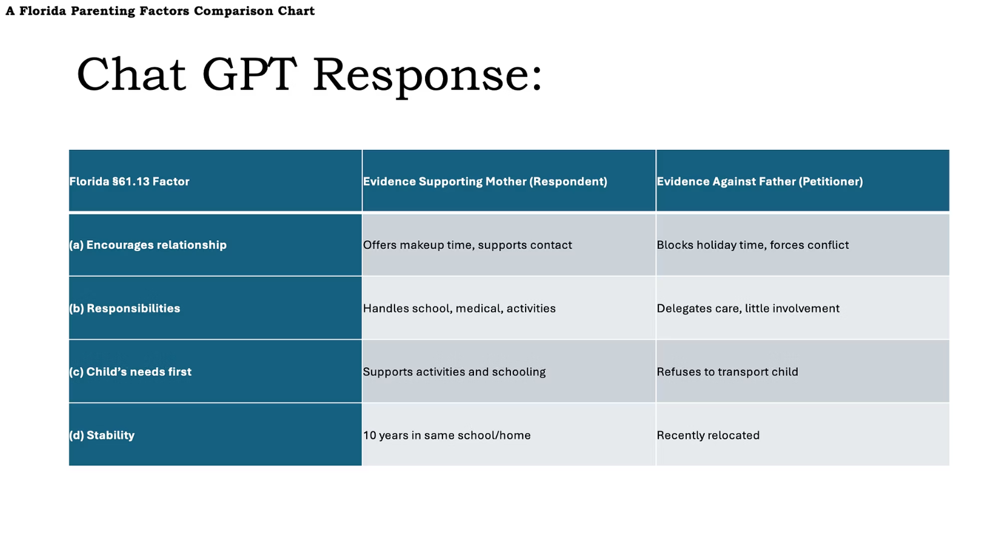 A Florida Parenting Factors Comparison Chart
Chat GPT Response:
Florida §61.13 Factor
Evidence Supporting Mother (Respondent)
Evidence Against Father (Petitioner)
(a) Encourages relationship
Offers makeup time, supports contact
Blocks holiday time, forces conflict
(b) Responsibilities
Handles school, medical, activities
Delegates care, little involvement
(c) Child’s needs first
Supports activities and schooling
Refuses to transport child
(d) Stability
10 years in same school/home
Recently relocated